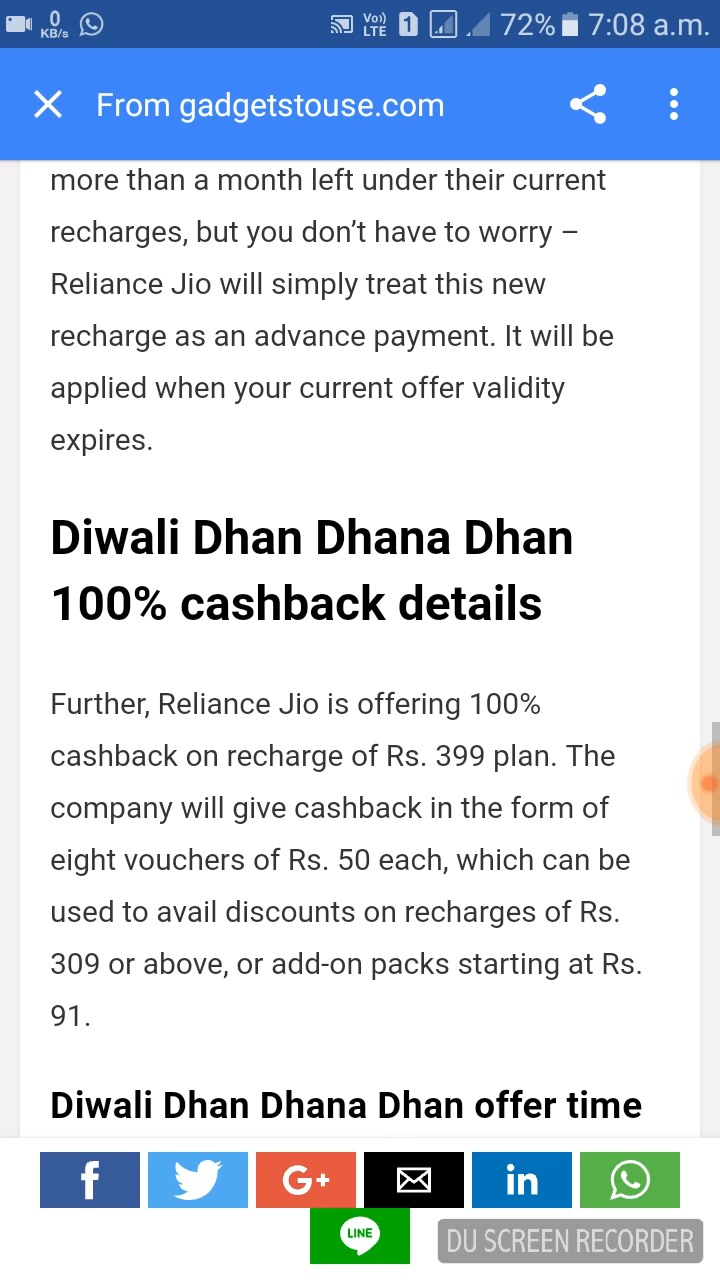 0
KB/s
Vo))
LTE
1
72%
7:08 a.m.
From gadgetstouse.com
more than a month left under their current
recharges, but you don’t have to worry –
Reliance Jio will simply treat this new
recharge as an advance payment. It will be
applied when your current offer validity
expires.
Diwali Dhan Dhana Dhan
100% cashback details
Further, Reliance Jio is offering 100%
cashback on recharge of Rs. 399 plan. The
company will give cashback in the form of
eight vouchers of Rs. 50 each, which can be
used to avail discounts on recharges of Rs.
309 or above, or add-on packs starting at Rs.
91.
Diwali Dhan Dhana Dhan offer time
f
G+
in
LINE
DU SCREEN RECORDER